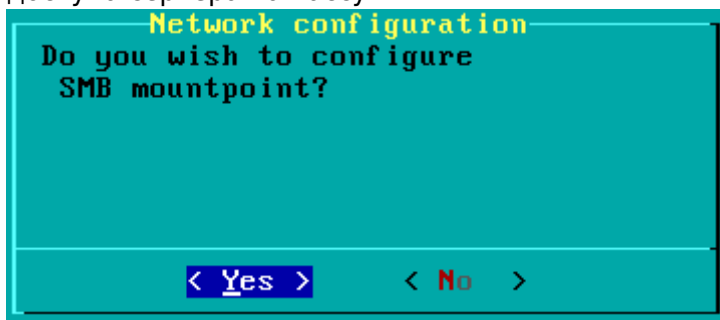 Network configuration
Do you wish to configure
SMB mountpoint?
< Yes > < No >